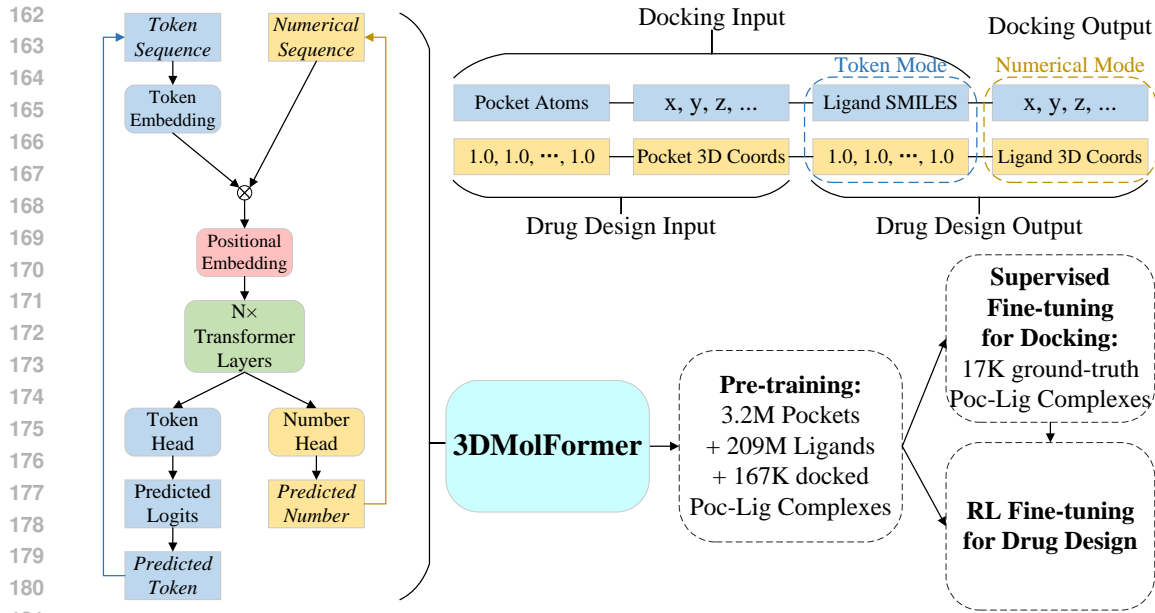 162
163
164
165
166
167
168
169
170
171
172
173
174
175
176
177
178
179
180
Token
Sequence
Numerical
Sequence
Token
Embedding
Positional
Embedding
N×
Transformer
Layers
Token
Head
Number
Head
Predicted
Logits
Predicted
Number
Predicted
Token
Docking Input
Docking Output
Token Mode
Numerical Mode
Pocket Atoms
x, y, z, ...
Ligand SMILES
x, y, z, ...
1.0, 1.0, ···, 1.0
Pocket 3D Coords
1.0, 1.0, ···, 1.0
Ligand 3D Coords
Drug Design Input
Drug Design Output
3DMolFormer
Pre-training:
3.2M Pockets
+ 209M Ligands
+ 167K docked
Poc-Lig Complexes
Supervised
Fine-tuning
for Docking:
17K ground-truth
Poc-Lig Complexes
RL Fine-tuning
for Drug Design